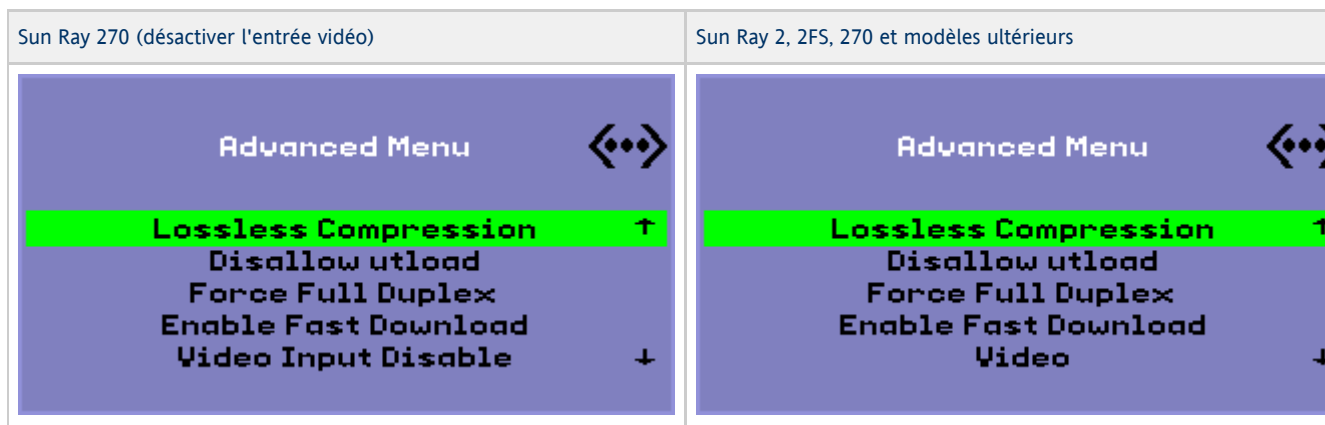 Sun Ray 270 (désactiver l'entrée vidéo)
Advanced Menu
Lossless Compression
Disallow utload
Force Full Duplex
Enable Fast Download
Video Input Disable
Sun Ray 2, 2FS, 270 et modèles ultérieurs
Advanced Menu
Lossless Compression
Disallow utload
Force Full Duplex
Enable Fast Download
Video